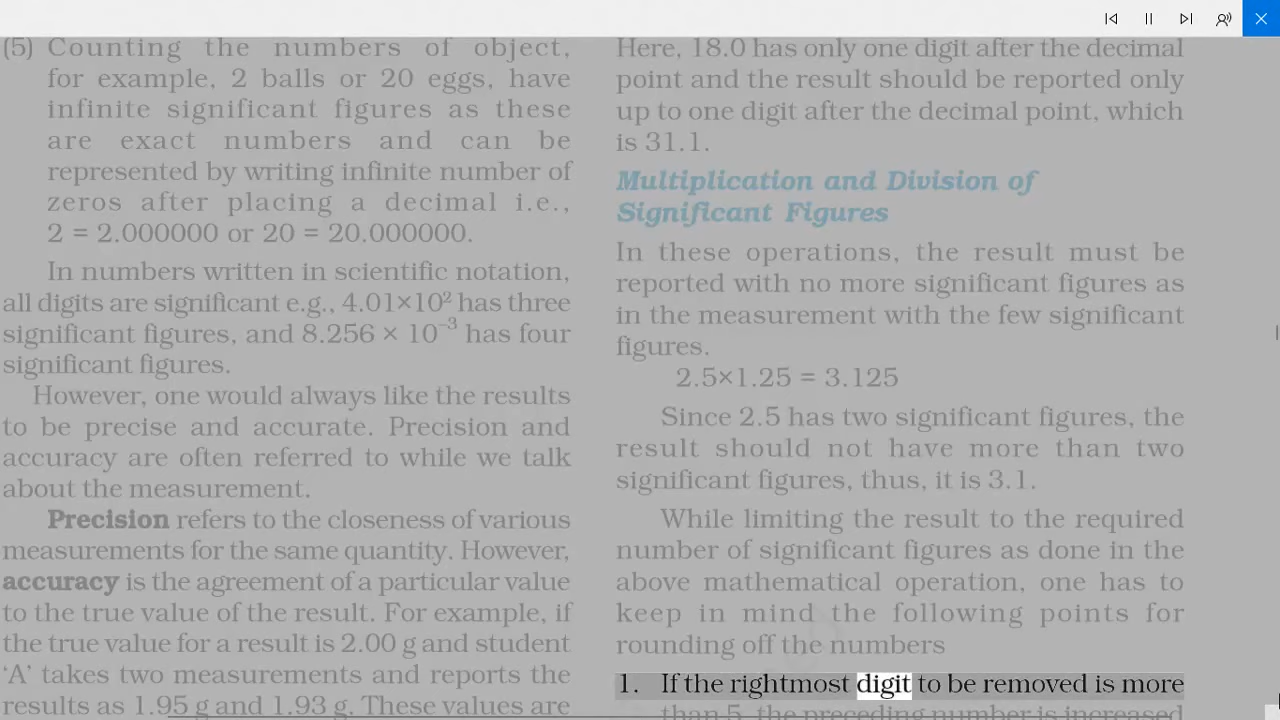 (5) Counting the numbers of object,
for example, 2 balls or 20 eggs, have
infinite significant figures as these
are exact numbers and can be
represented by writing infinite number of
zeros after placing a decimal i.e.,
2 = 2.000000 or 20 = 20.000000.
In numbers written in scientific notation,
all digits are significant e.g., 4.01×10² has three
significant figures, and 8.256 × 10⁻³ has four
significant figures.
However, one would always like the results
to be precise and accurate. Precision and
accuracy are often referred to while we talk
about the measurement.
Precision refers to the closeness of various
measurements for the same quantity. However,
accuracy is the agreement of a particular value
to the true value of the result. For example, if
the true value for a result is 2.00 g and student
‘A’ takes two measurements and reports the
results as 1.95 g and 1.93 g. These values are
Here, 18.0 has only one digit after the decimal
point and the result should be reported only
up to one digit after the decimal point, which
is 31.1.
Multiplication and Division of
Significant Figures
In these operations, the result must be
reported with no more significant figures as
in the measurement with the few significant
figures.
2.5×1.25 = 3.125
Since 2.5 has two significant figures, the
result should not have more than two
significant figures, thus, it is 3.1.
While limiting the result to the required
number of significant figures as done in the
above mathematical operation, one has to
keep in mind the following points for
rounding off the numbers
1. If the rightmost digit to be removed is more
than 5, the preceding number is increased